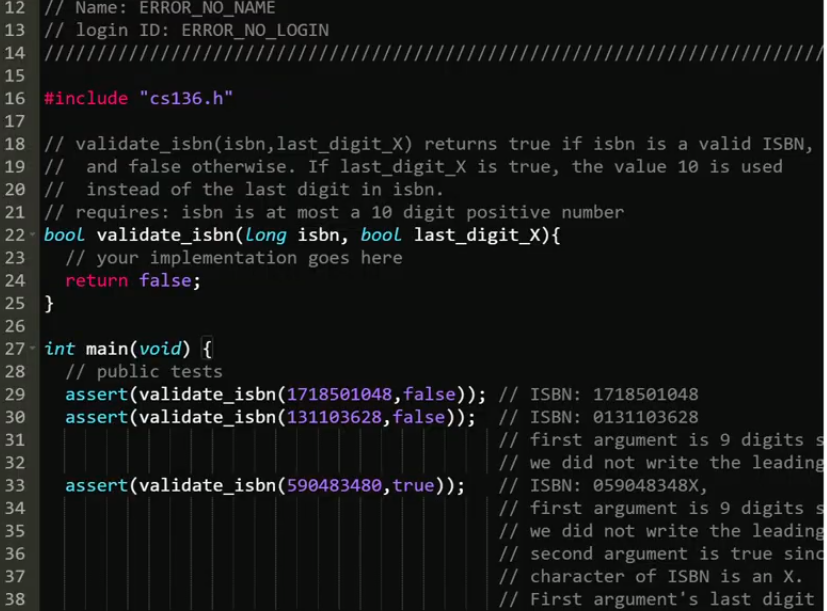 12 // Name: ERROR_NO_NAME
13 // login ID: ERROR_NO_LOGIN
14 //////////////////////////////////////////////////////////////////////////
15
16 #include "cs136.h"
17
18 // validate_isbn(isbn,last_digit_X) returns true if isbn is a valid ISBN,
19 //  and false otherwise. If last_digit_X is true, the value 10 is used
20 //  instead of the last digit in isbn.
21 // requires: isbn is at most a 10 digit positive number
22 bool validate_isbn(long isbn, bool last_digit_X){
23   // your implementation goes here
24   return false;
25 }
26
27 int main(void) {
28   // public tests
29   assert(validate_isbn(1718501048,false)); // ISBN: 1718501048
30   assert(validate_isbn(131103628,false));  // ISBN: 0131103628
31 // first argument is 9 digits s
32 // we did not write the leading
33   assert(validate_isbn(590483480,true));   // ISBN: 059048348X,
34 // first argument is 9 digits s
35 // we did not write the leading
36 // second argument is true sinc
37 // character of ISBN is an X.
38 // First argument's last digit